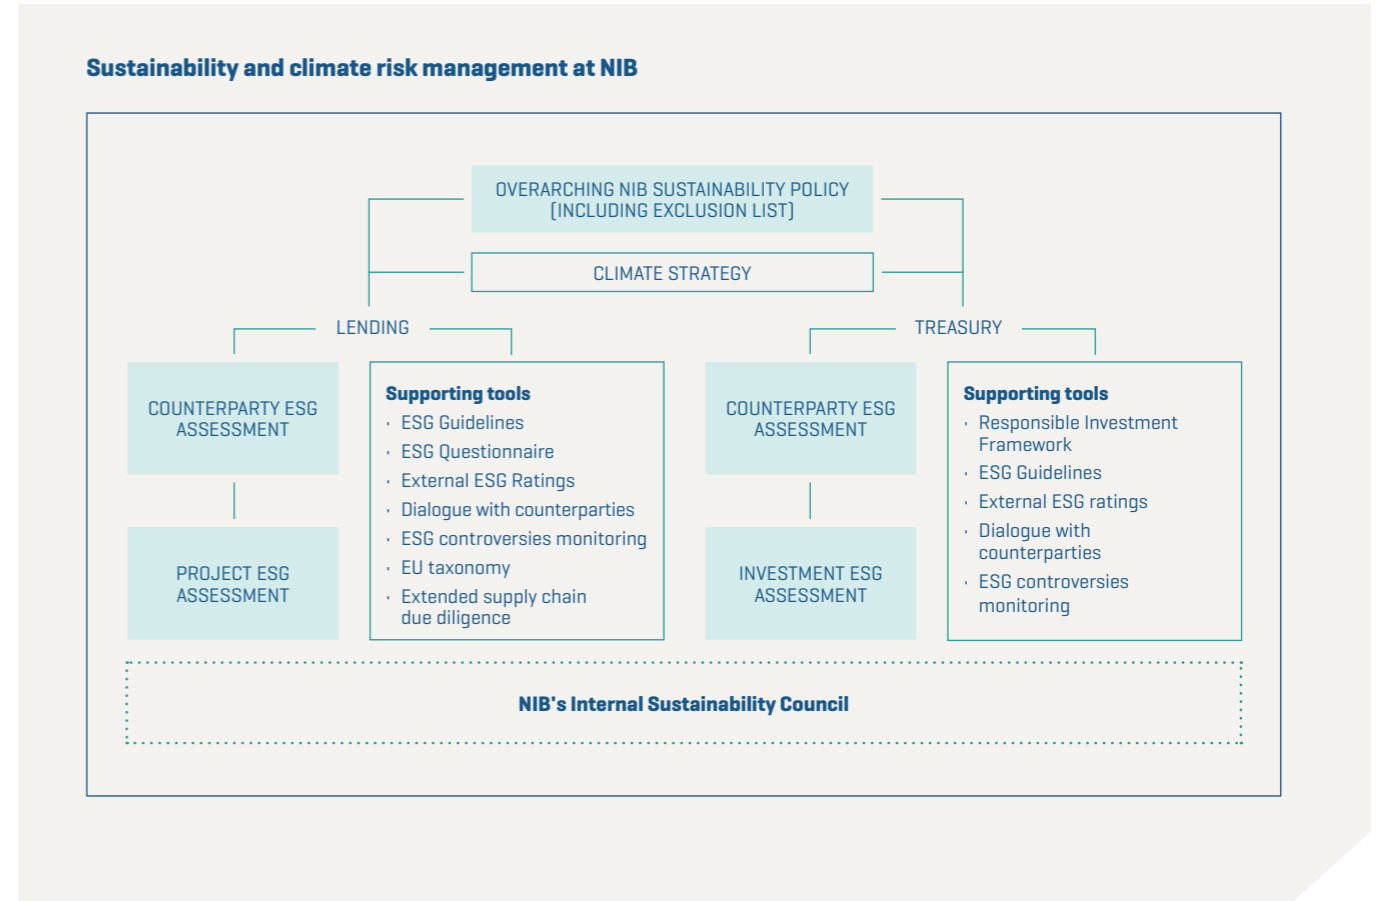 Sustainability and climate risk management at NIB
OVERARCHING NIB SUSTAINABILITY POLICY
(INCLUDING EXCLUSION LIST)
CLIMATE STRATEGY
LENDING
COUNTERPARTY ESG
ASSESSMENT
PROJECT ESG
ASSESSMENT
Supporting tools
· ESG Guidelines
· ESG Questionnaire
· External ESG Ratings
· Dialogue with counterparties
· ESG controversies monitoring
· EU taxonomy
· Extended supply chain
due diligence
TREASURY
COUNTERPARTY ESG
ASSESSMENT
INVESTMENT ESG
ASSESSMENT
Supporting tools
· Responsible Investment
Framework
· ESG Guidelines
· External ESG ratings
· Dialogue with
counterparties
· ESG controversies
monitoring
NIB's Internal Sustainability Council